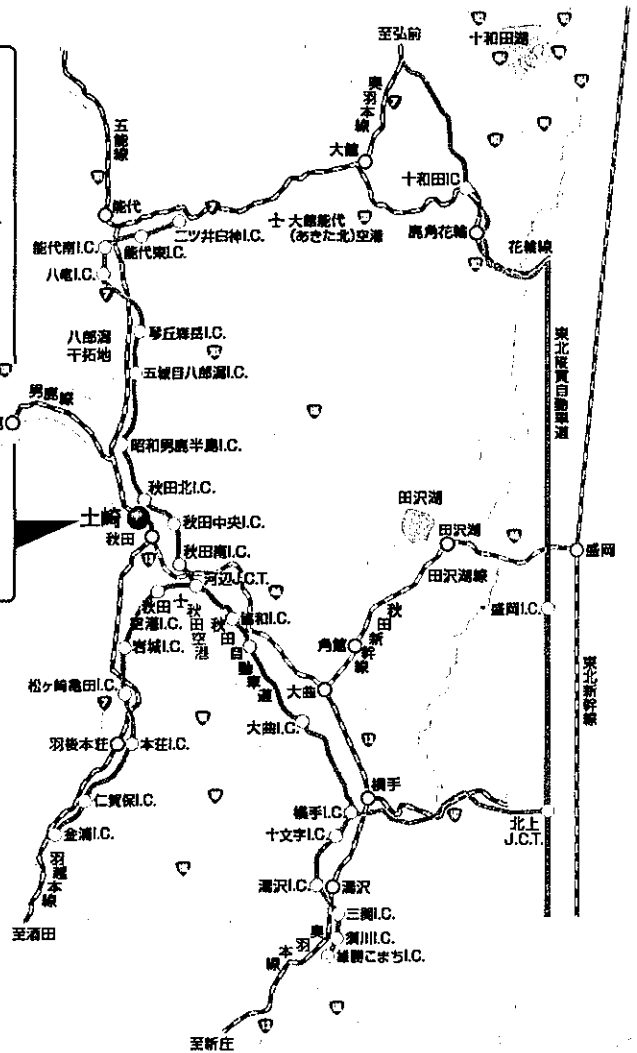 至弘前
十和田湖
奥羽本線
7
五能線
大館
十和田IC
能代
7
大館能代
(あきた北)空港
二ツ井白神I.C.
鹿角花輪
能代南I.C.
能代東I.C.
花輪線
八竜I.C.
7
八郎潟
干拓地
琴丘森岳I.C.
東北縦貫自動車道
五城目八郎潟I.C.
男鹿線
昭和男鹿半島I.C.
秋田北I.C.
土崎
秋田中央I.C.
田沢湖
田沢湖
秋田
盛岡
秋田南I.C.
田沢湖線
河辺J.C.T.
秋田
空港I.C.
秋田空港
協和I.C.
秋田新幹線
盛岡I.C.
岩城I.C.
秋田自動車道
角館
東北新幹線
松ヶ崎亀田I.C.
大曲
7
大曲I.C.
羽後本荘
本荘I.C.
13
仁賀保I.C.
横手
横手I.C.
北上
J.C.T.
金浦I.C.
十文字I.C.
羽越本線
湯沢I.C.
湯沢
三関I.C.
至酒田
須川I.C.
奥羽本線
雄勝こまちI.C.
13
至新庄